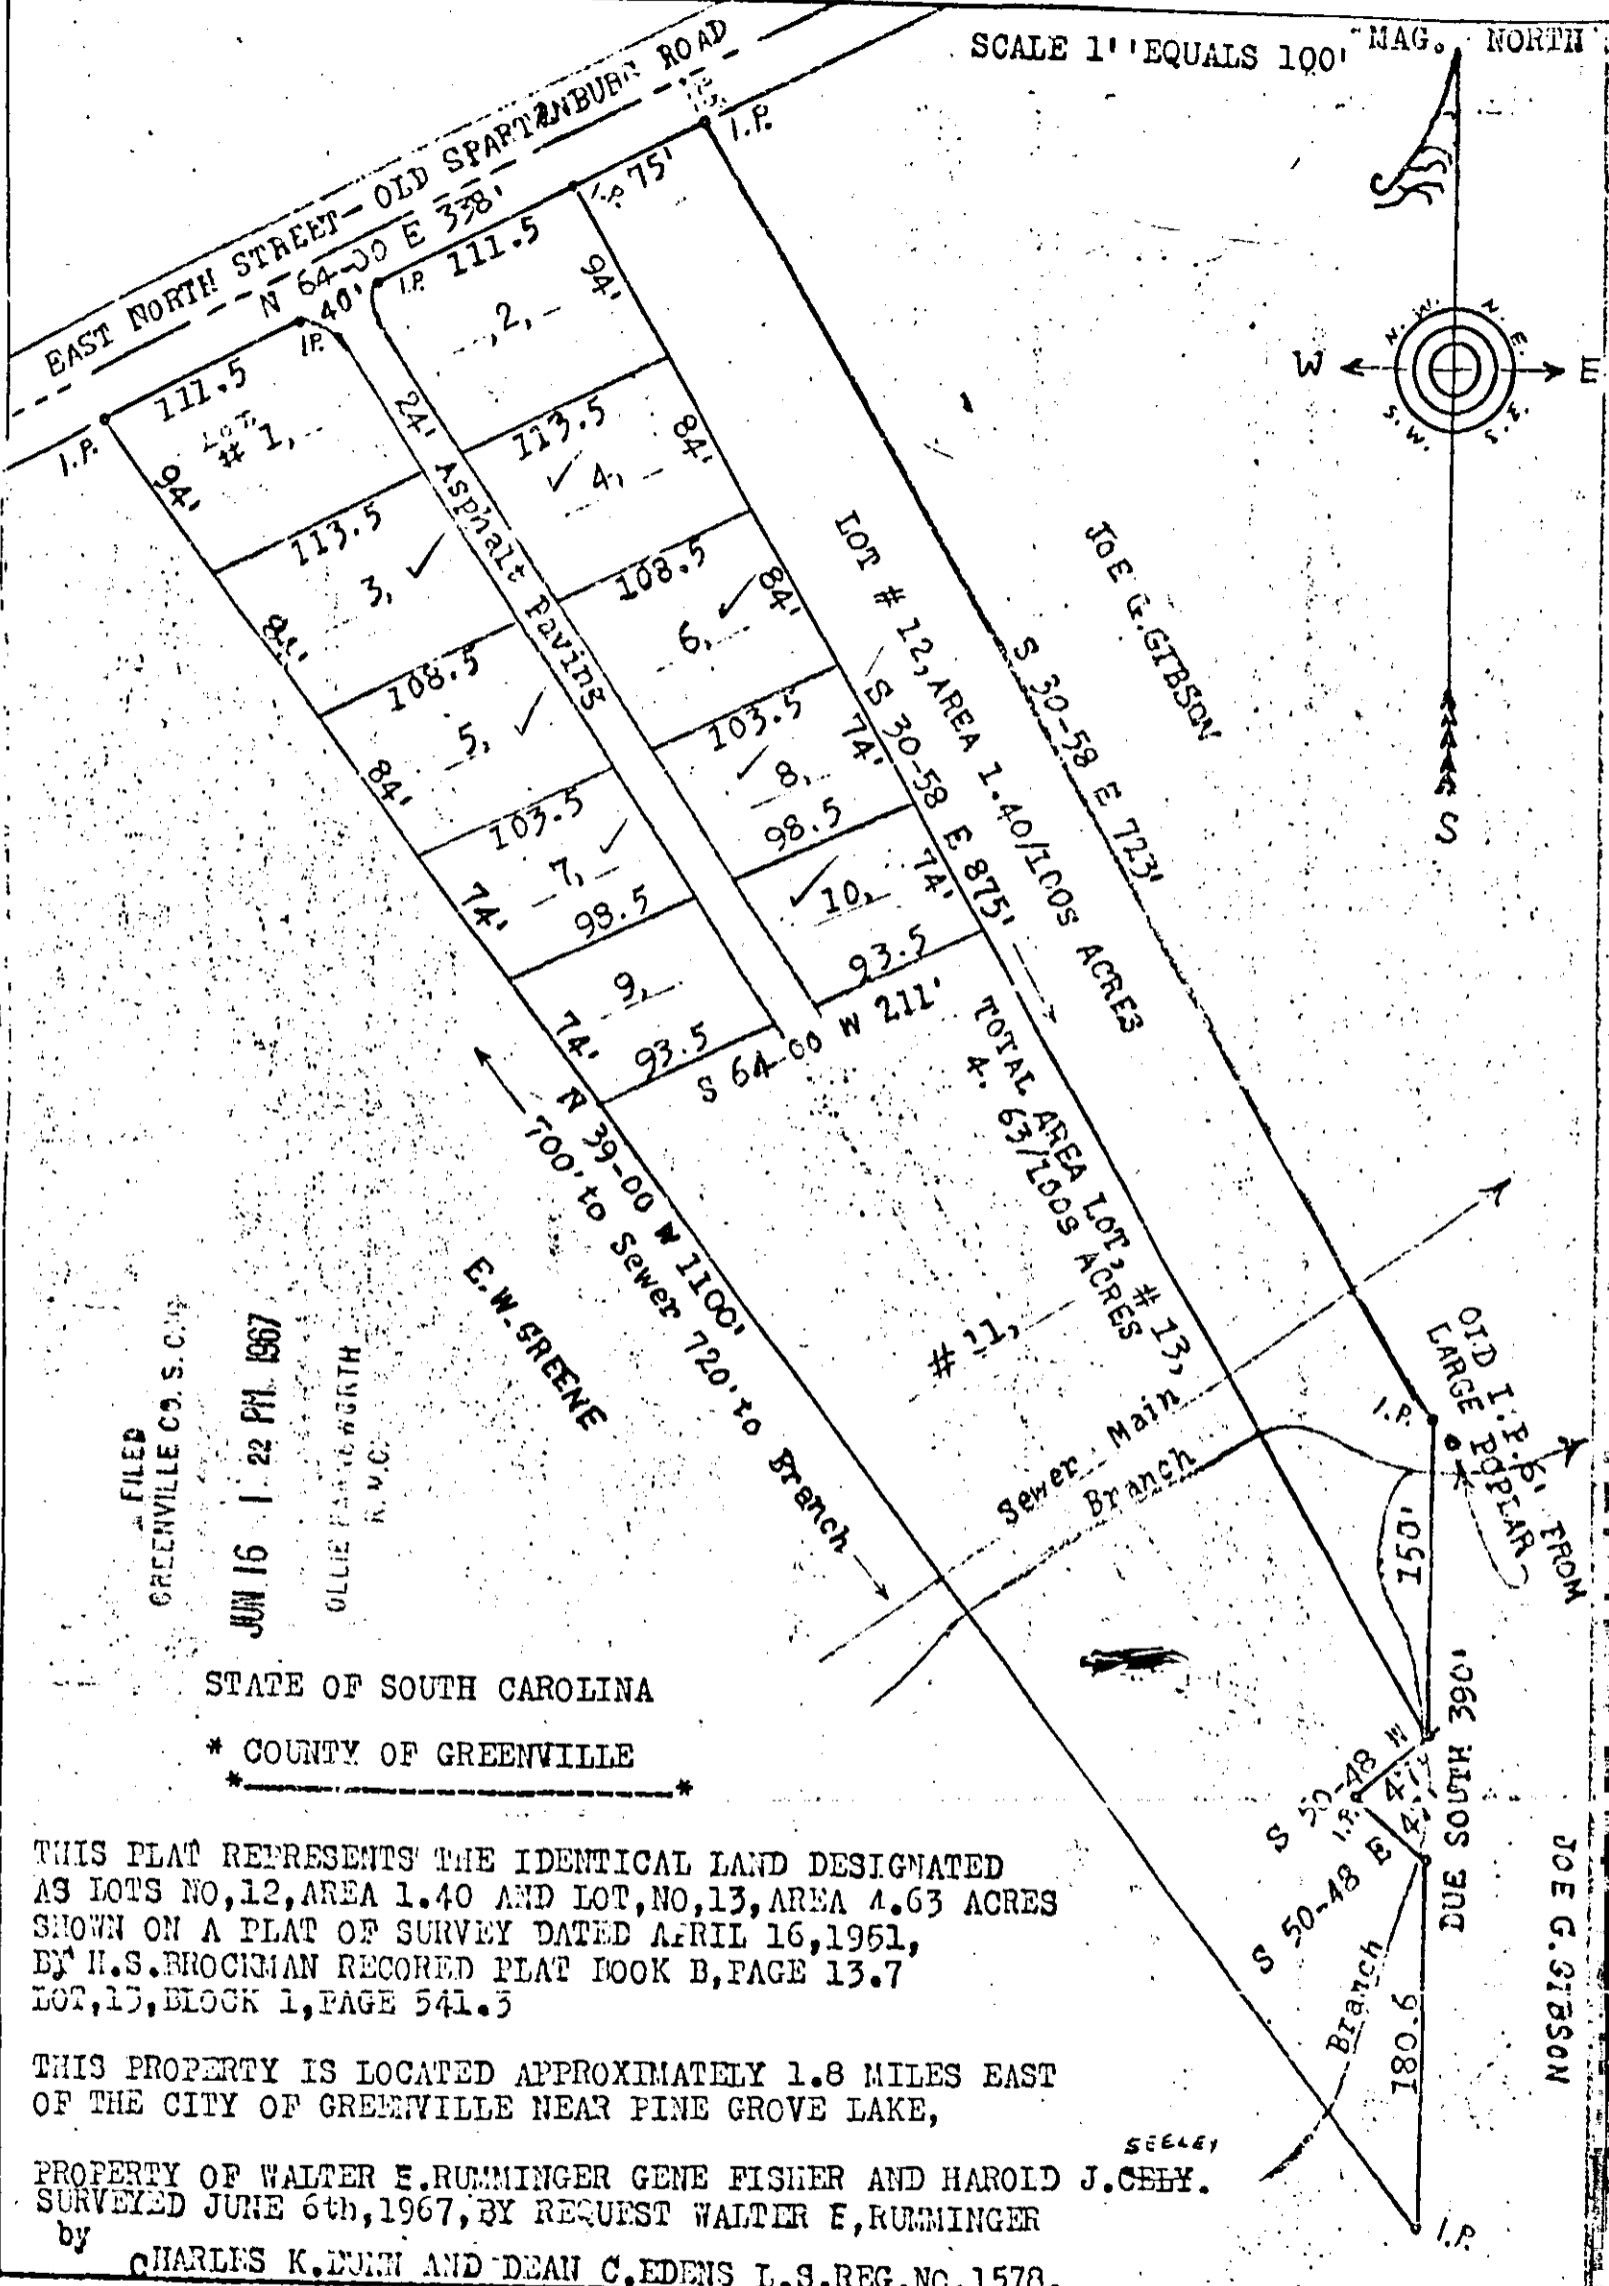 SCALE 1'' EQUALS 100'
MAG. NORTH
EAST NORTH STREET- OLD SPARTANBURG ROAD
N 64-00 E 338'
I.P.
111.5
I.P.
40'
I.P.
111.5
I.P.
75'
I.P.
LOT
# 1,
94'
24'
2,
94'
113.5
3,
113.5
4,
84'
Asphalt Paving
108.5
5,
84'
108.5
6,
84'
103.5
7,
74'
98.5
103.5
8,
74'
98.5
9,
74'
93.5
10,
74'
93.5
S 64-00 W 211'
LOT # 12, AREA 1.40/100S ACRES
S 30-58 E 875'
S 30-58 E 723'
JOE G. GIBSON
N. W.
N. E.
W
E
S. W.
S. E.
S
TOTAL AREA LOT, # 13,
4. 63/100S ACRES
# 11,
N 39-00 W 1100'
700' to Sewer 720' to Branch
E. W. GREENE
Sewer Main
Branch
I.P.
OLD I.P. 6' FROM
LARGE POPLAR
150'
DUE SOUTH 390'
S 50-48 W
I.P.
S 50-48 E
Branch
180.6
JOE G. GIBSON
I.P.
FILED
GREENVILLE CO. S. C.
JUN 16 1 22 PM 1967
OLLIE FARNSWORTH
R. M. C.
STATE OF SOUTH CAROLINA
* COUNTY OF GREENVILLE
* *
THIS PLAT REPRESENTS THE IDENTICAL LAND DESIGNATED
AS LOTS NO,12,AREA 1.40 AND LOT,NO,13,AREA 4.63 ACRES
SHOWN ON A PLAT OF SURVEY DATED APRIL 16,1951,
BY H.S.BROCKMAN RECORED PLAT BOOK B,PAGE 13.7
LOT,13,BLOCK 1,PAGE 541.3
THIS PROPERTY IS LOCATED APPROXIMATELY 1.8 MILES EAST
OF THE CITY OF GREENVILLE NEAR PINE GROVE LAKE,
SEELEY
PROPERTY OF WALTER E.RUMMINGER GENE FISHER AND HAROLD J.CELY.
SURVEYED JUNE 6th,1967,BY REQUEST WALTER E,RUMMINGER
by
CHARLES K.DUNN AND DEAN C.EDENS L.S.REG.NO.1578.